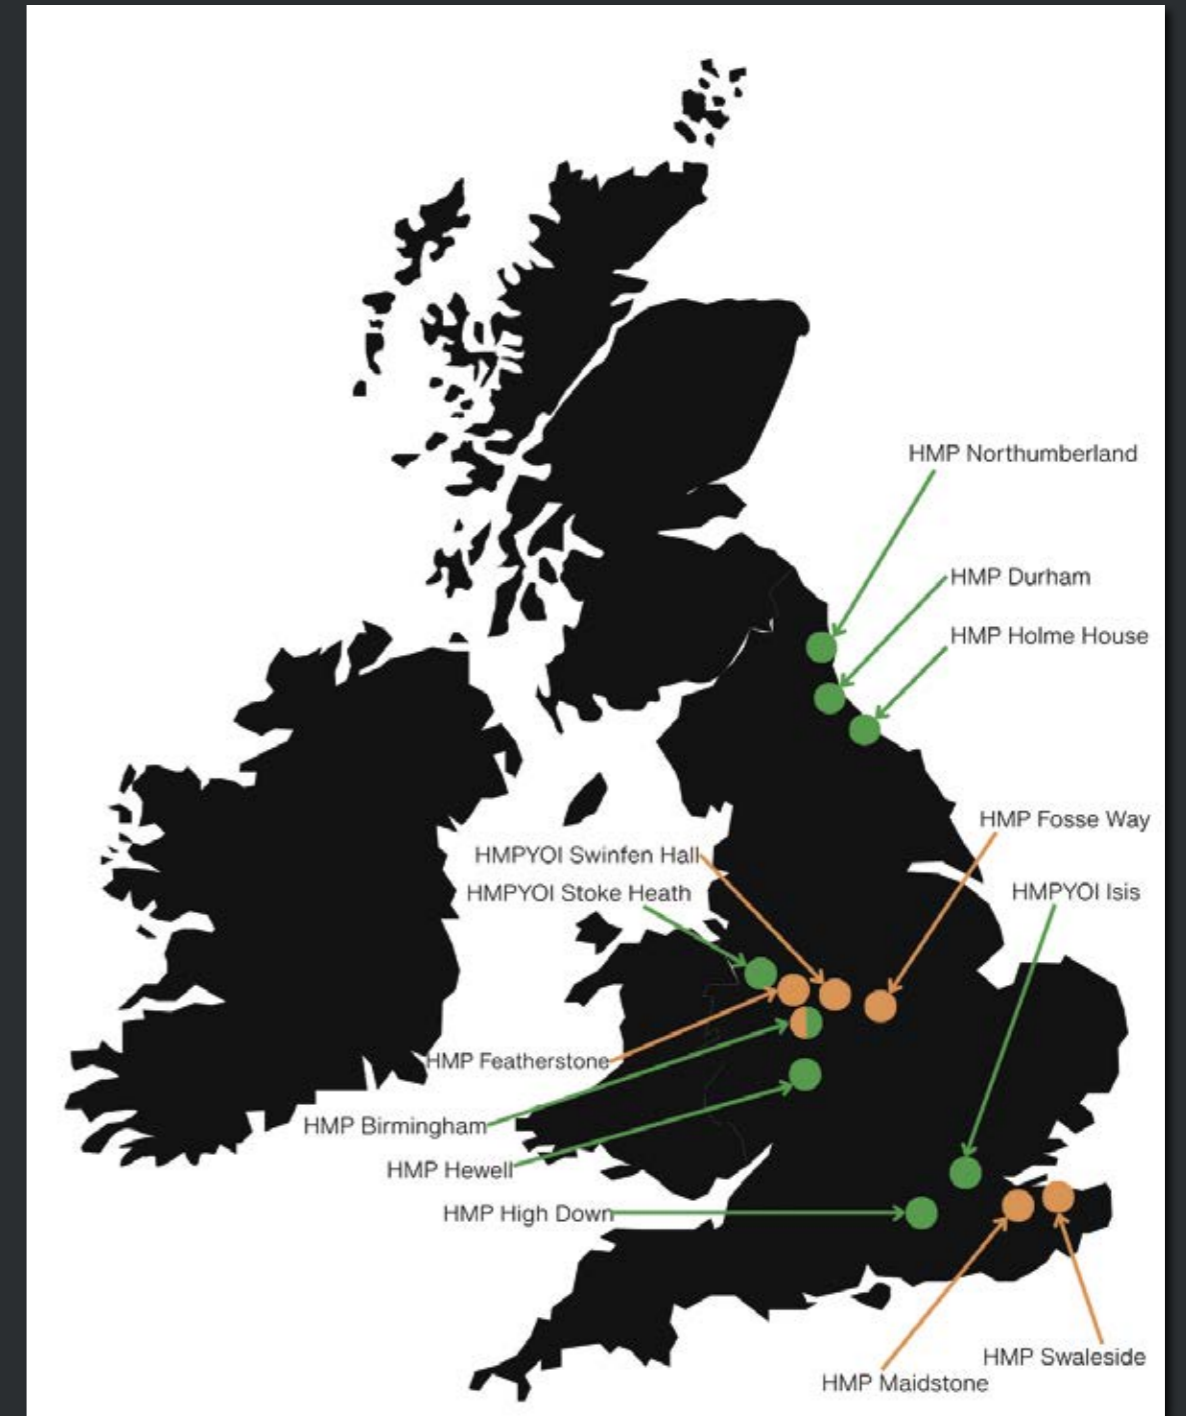 HMP Northumberland
HMP Durham
HMP Holme House
HMP Fosse Way
HMPYOI Swinfen Hall
HMPYOI Stoke Heath
HMPYOI Isis
HMP Featherstone
HMP Birmingham
HMP Hewell
HMP High Down
HMP Swaleside
HMP Maidstone